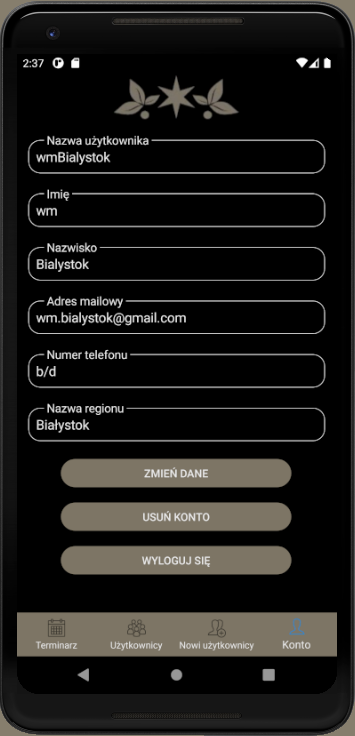 2:37
Nazwa użytkownika
wmBialystok
Imię
wm
Nazwisko
Bialystok
Adres mailowy
wm.bialystok@gmail.com
Numer telefonu
b/d
Nazwa regionu
Białystok
ZMIEŃ DANE
USUŃ KONTO
WYLOGUJ SIĘ
Terminarz Użytkownicy Nowi użytkownicy Konto